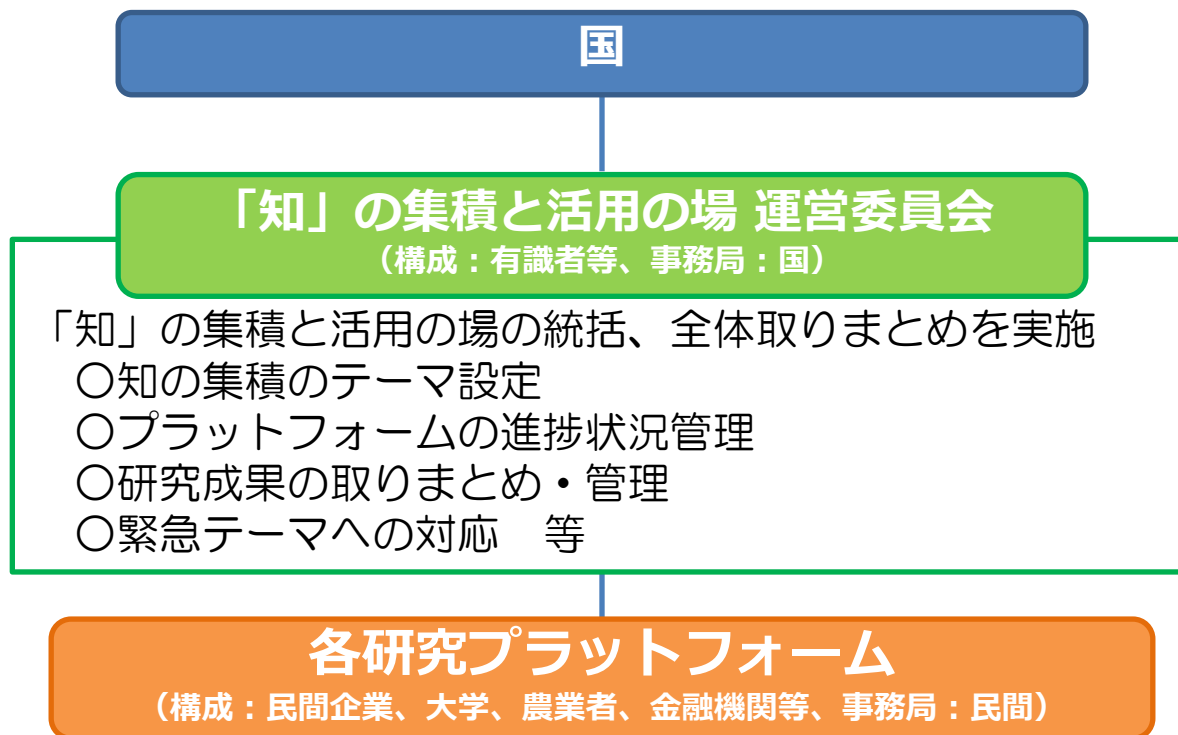 国
「知」の集積と活用の場 運営委員会
（構成：有識者等、事務局：国）
「知」の集積と活用の場の統括、全体取りまとめを実施
〇知の集積のテーマ設定
〇プラットフォームの進捗状況管理
〇研究成果の取りまとめ・管理
〇緊急テーマへの対応　等
各研究プラットフォーム
（構成：民間企業、大学、農業者、金融機関等、事務局：民間）